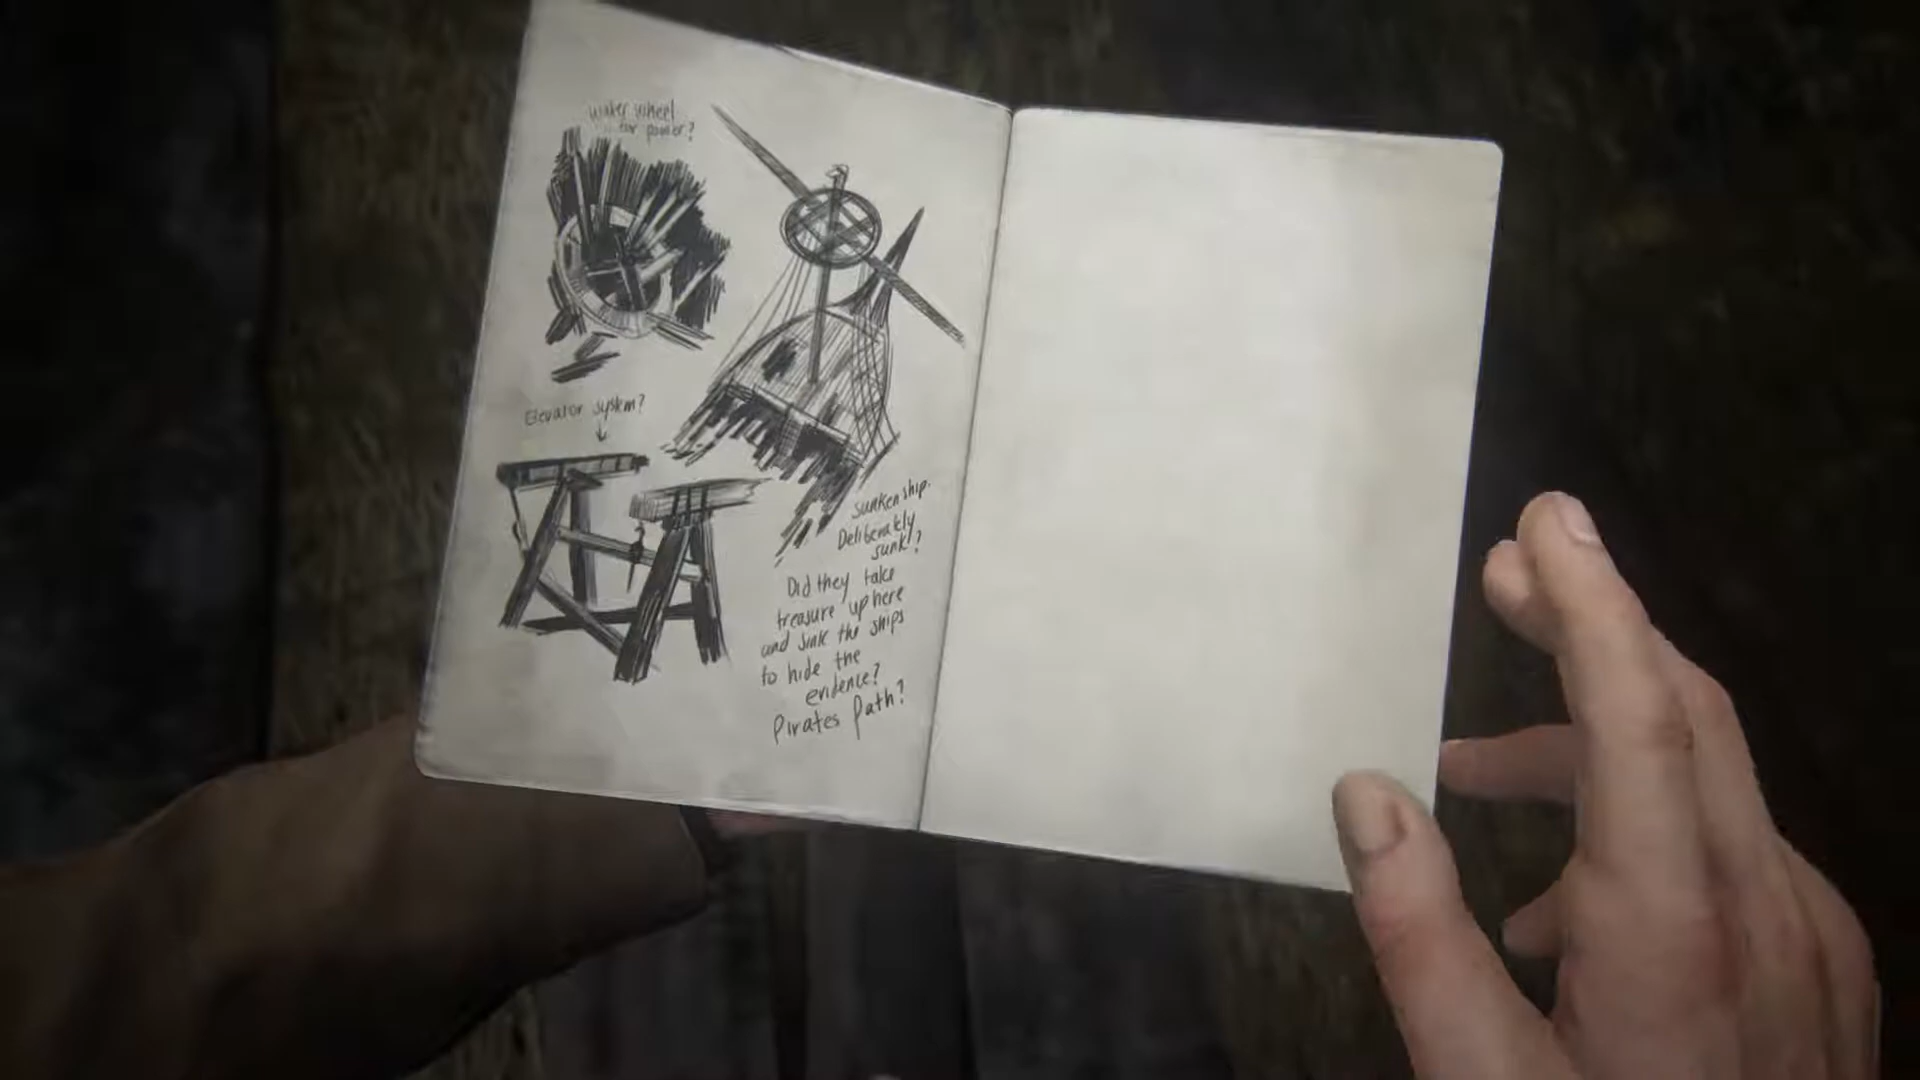 water wheel
for power?
Elevator system?
sunken ship.
Deliberately
sunk?
Did they take
treasure up here
and sink the ships
to hide the
evidence?
Pirates Path?